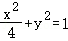 x²/4 + y² = 1